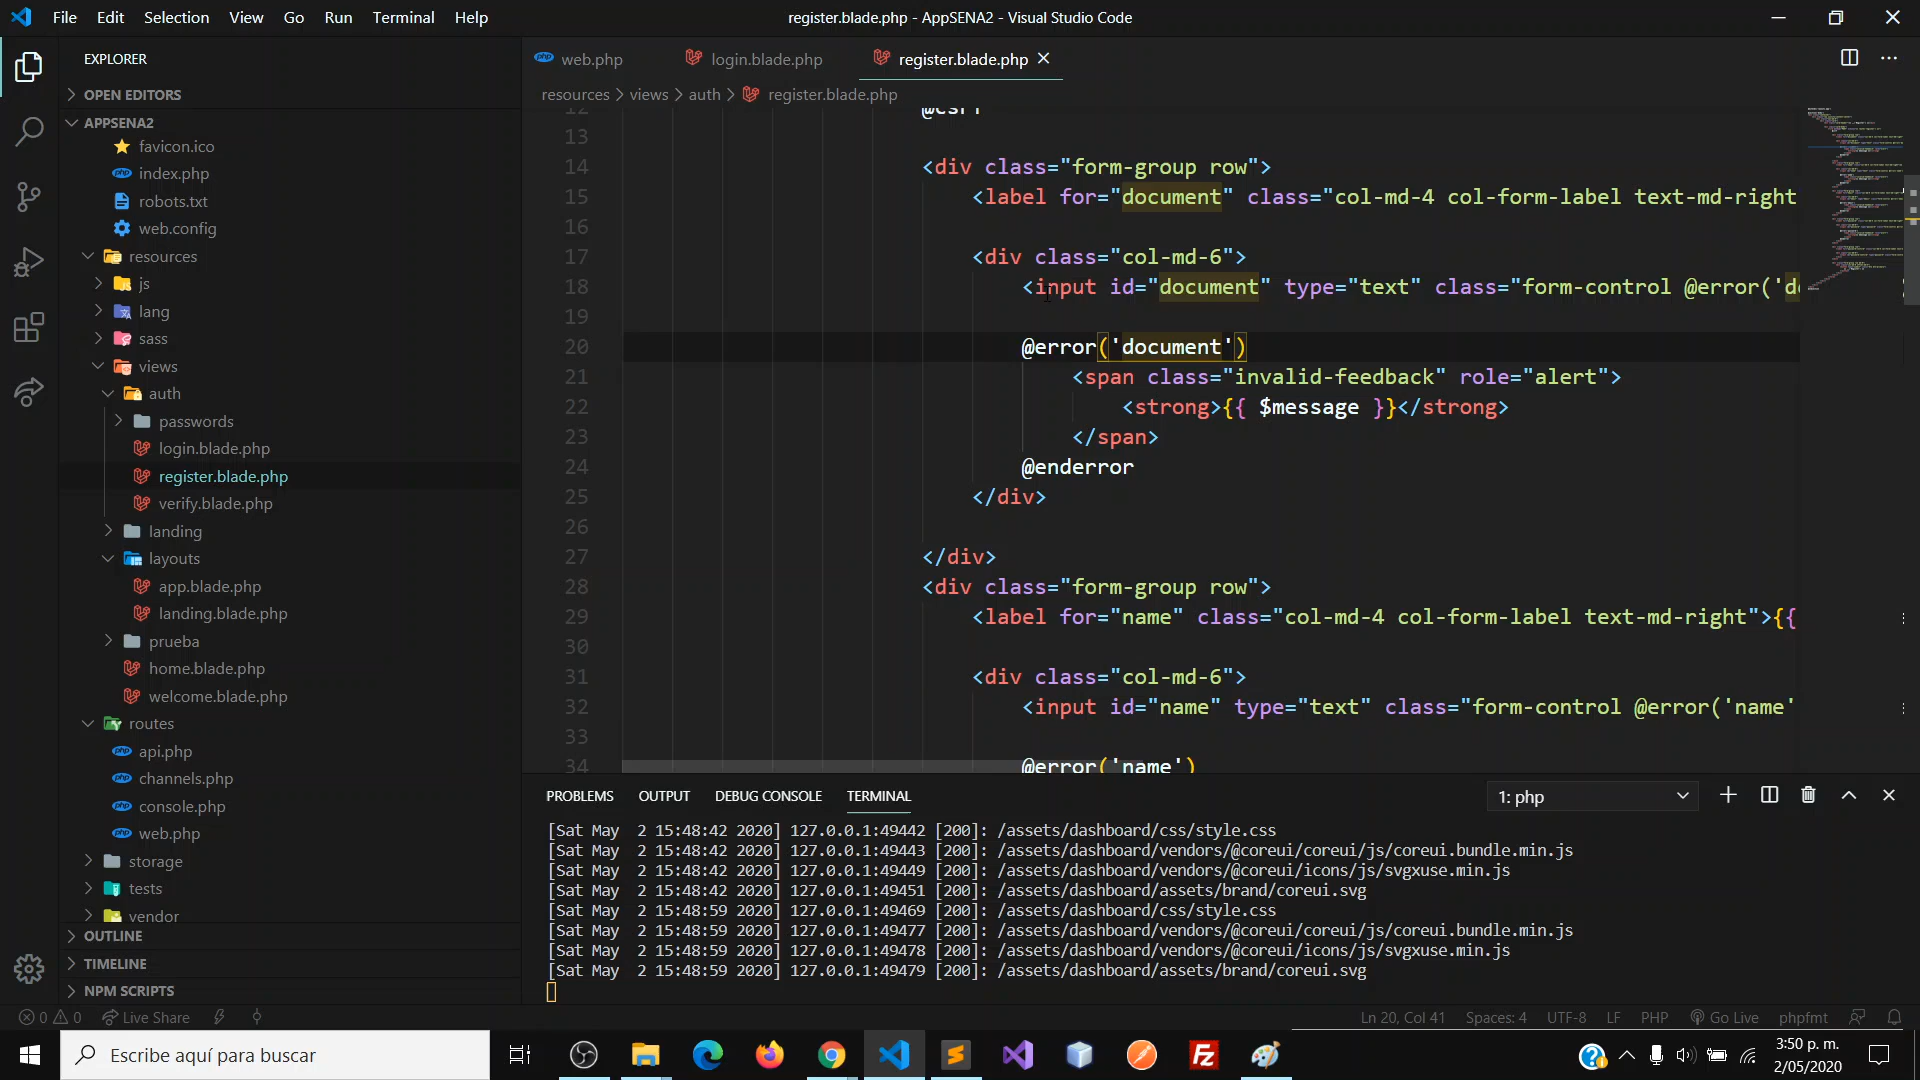 File Edit Selection View Go Run Terminal Help
register.blade.php - AppSENA2 - Visual Studio Code
EXPLORER
OPEN EDITORS
APPSENA2
favicon.ico
index.php
robots.txt
web.config
resources
js
lang
sass
views
auth
passwords
login.blade.php
register.blade.php
verify.blade.php
landing
layouts
app.blade.php
landing.blade.php
prueba
home.blade.php
welcome.blade.php
routes
api.php
channels.php
console.php
web.php
storage
tests
vendor
OUTLINE
TIMELINE
NPM SCRIPTS
web.php login.blade.php register.blade.php
resources > views > auth > register.blade.php
12 @csrf
13
14 <div class="form-group row">
15 <label for="document" class="col-md-4 col-form-label text-md-right
16
17 <div class="col-md-6">
18 <input id="document" type="text" class="form-control @error('do
19
20 @error('document')
21 <span class="invalid-feedback" role="alert">
22 <strong>{{ $message }}</strong>
23 </span>
24 @enderror
25 </div>
26
27 </div>
28 <div class="form-group row">
29 <label for="name" class="col-md-4 col-form-label text-md-right">{{
30
31 <div class="col-md-6">
32 <input id="name" type="text" class="form-control @error('name'
33
34 @error('name')
PROBLEMS OUTPUT DEBUG CONSOLE TERMINAL 1: php
[Sat May  2 15:48:42 2020] 127.0.0.1:49442 [200]: /assets/dashboard/css/style.css
[Sat May  2 15:48:42 2020] 127.0.0.1:49443 [200]: /assets/dashboard/vendors/@coreui/coreui/js/coreui.bundle.min.js
[Sat May  2 15:48:42 2020] 127.0.0.1:49449 [200]: /assets/dashboard/vendors/@coreui/icons/js/svgxuse.min.js
[Sat May  2 15:48:42 2020] 127.0.0.1:49451 [200]: /assets/dashboard/assets/brand/coreui.svg
[Sat May  2 15:48:59 2020] 127.0.0.1:49469 [200]: /assets/dashboard/css/style.css
[Sat May  2 15:48:59 2020] 127.0.0.1:49477 [200]: /assets/dashboard/vendors/@coreui/coreui/js/coreui.bundle.min.js
[Sat May  2 15:48:59 2020] 127.0.0.1:49478 [200]: /assets/dashboard/vendors/@coreui/icons/js/svgxuse.min.js
[Sat May  2 15:48:59 2020] 127.0.0.1:49479 [200]: /assets/dashboard/assets/brand/coreui.svg
0 0 Live Share
Ln 20, Col 41 Spaces: 4 UTF-8 LF PHP Go Live phpfmt
Escribe aquí para buscar
3:50 p. m.
2/05/2020